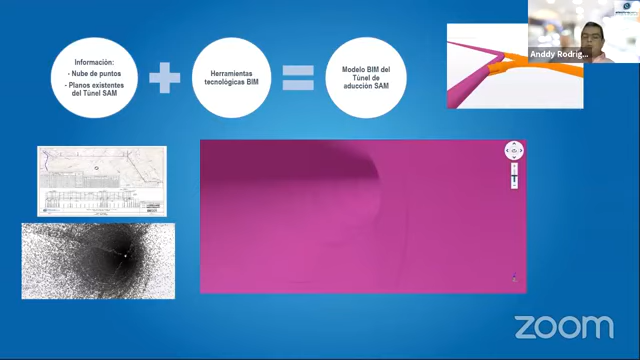 Información:
- Nube de puntos
- Planos existentes
del Túnel SAM
Herramientas
tecnológicas BIM
Modelo BIM del
Túnel de
aducción SAM
Anddy Rodríg...
zoom